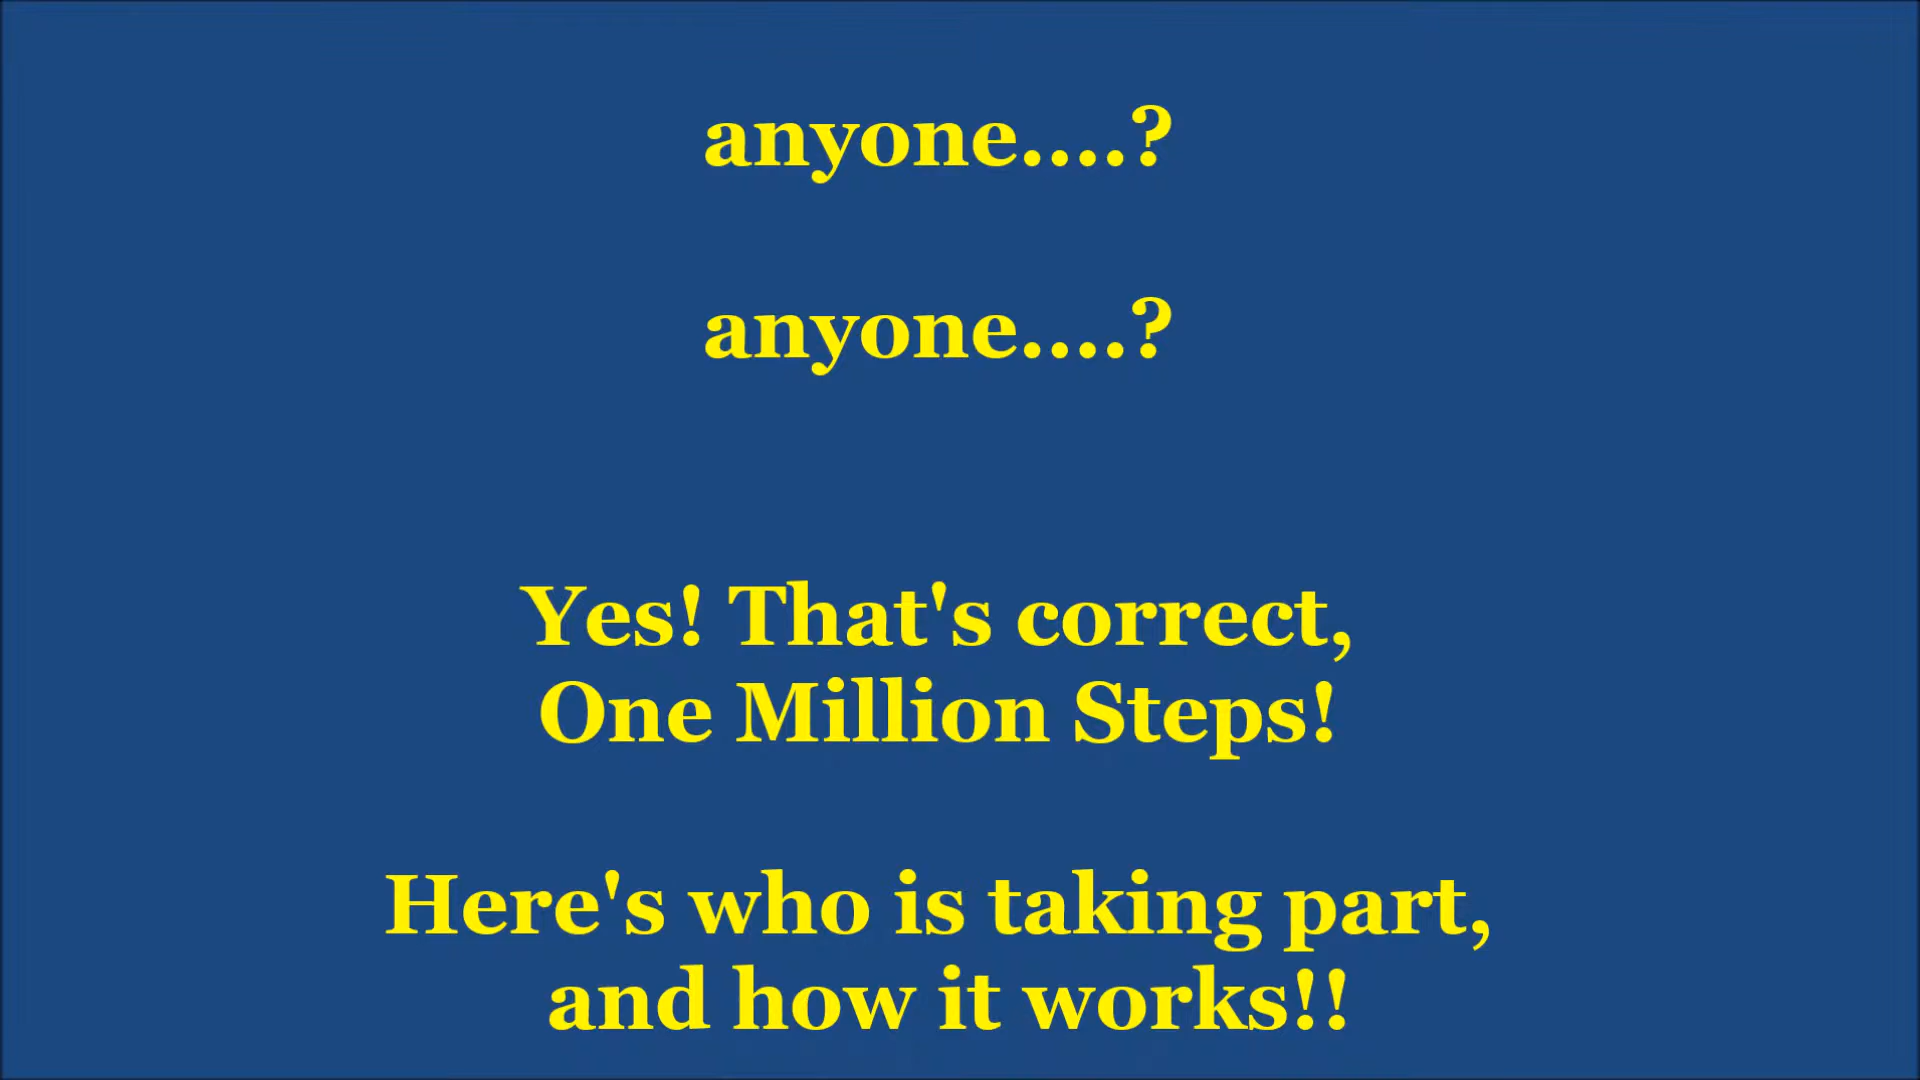 anyone....?
anyone....?
Yes! That's correct,
One Million Steps!
Here's who is taking part,
and how it works!!